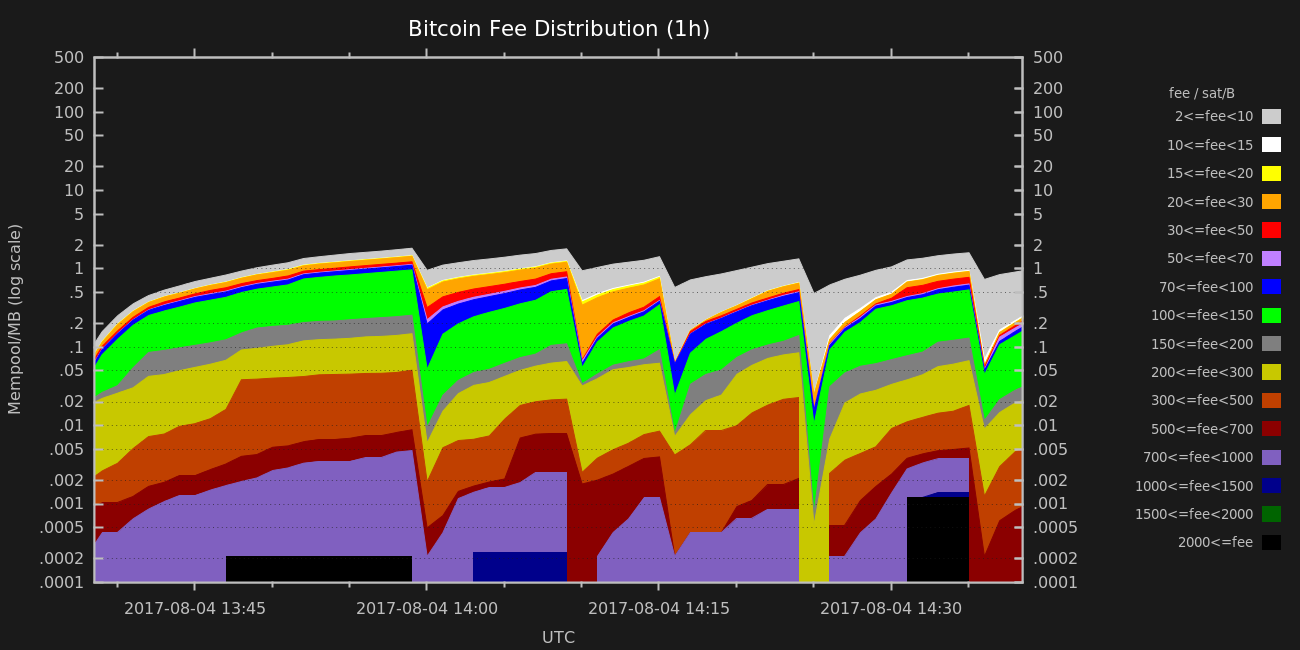 Bitcoin Fee Distribution (1h)
500 500
200 200
100 100
50 50
20 20
10 10
5 5
2 2
1 1
.5 .5
.2 .2
.1 .1
.05 .05
.02 .02
.01 .01
.005 .005
.002 .002
.001 .001
.0005 .0005
.0002 .0002
.0001 .0001
Mempool/MB (log scale)
2017-08-04 13:45 2017-08-04 14:00 2017-08-04 14:15 2017-08-04 14:30
UTC
fee / sat/B
2<=fee<10
10<=fee<15
15<=fee<20
20<=fee<30
30<=fee<50
50<=fee<70
70<=fee<100
100<=fee<150
150<=fee<200
200<=fee<300
300<=fee<500
500<=fee<700
700<=fee<1000
1000<=fee<1500
1500<=fee<2000
2000<=fee